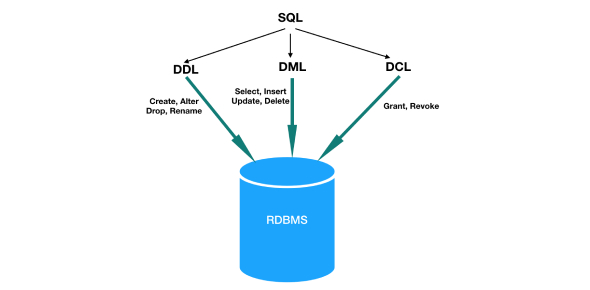 SQL
DDL
DML
DCL
Create, Alter
Drop, Rename
Select, Insert
Update, Delete
Grant, Revoke
RDBMS